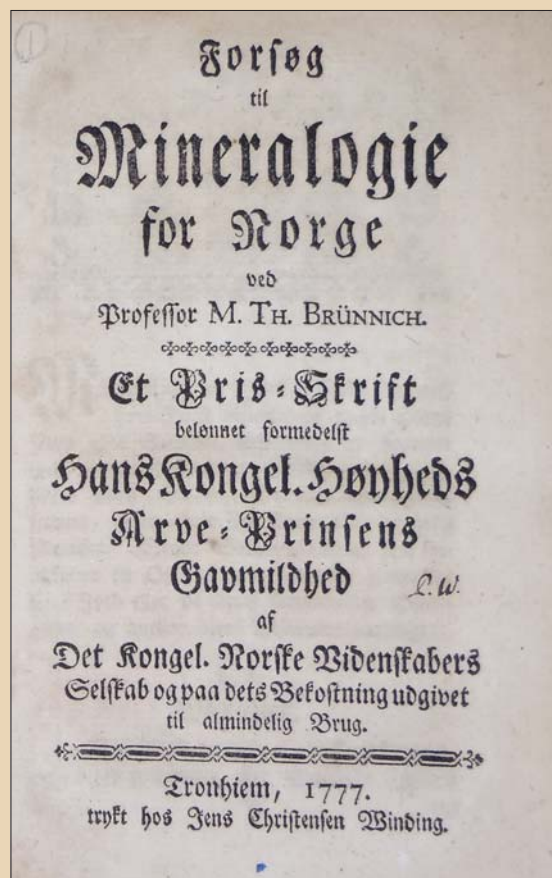 Forsøg
til
Mineralogie
for Norge
ved
Professor M. TH. BRÜNNICH.
Et Pris-Skrift
belønnet formedelst
Hans Kongel. Høyheds
Arve-Prinsens
Gavmildhed
af
Det Kongel. Norske Videnskabers
Selskab og paa dets Bekostning udgivet
til almindelig Brug.
Tronhiem, 1777.
trykt hos Jens Christensen Winding.